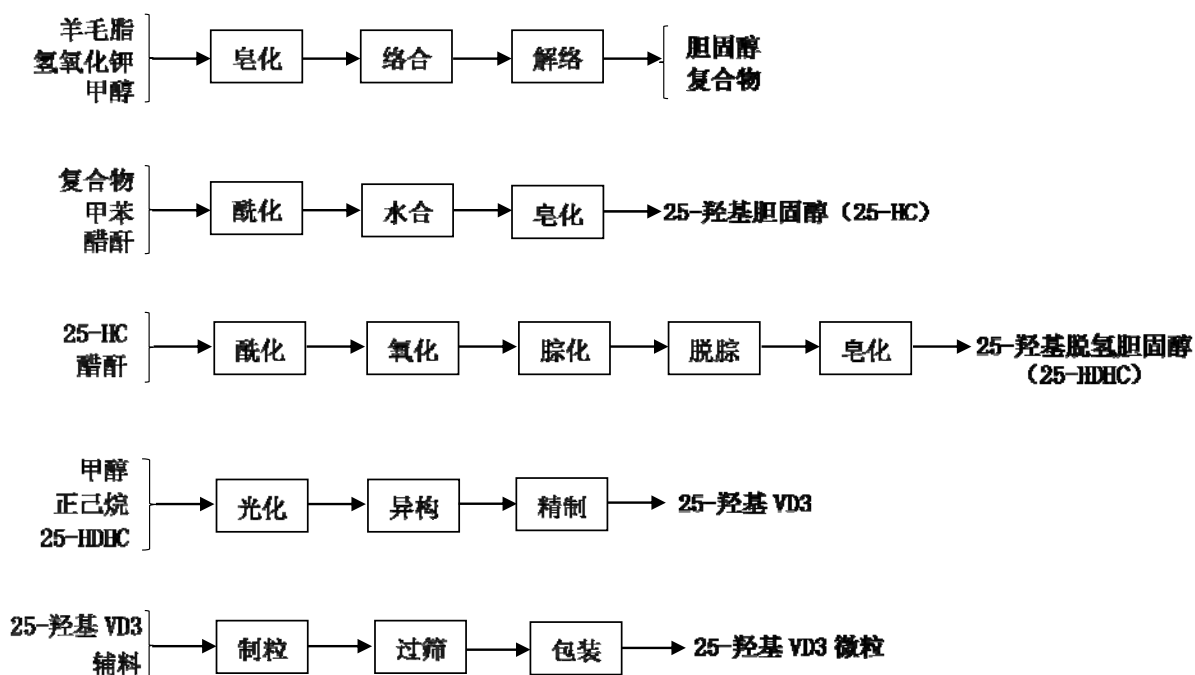 羊毛脂
氢氧化钾
甲醇
皂化
络合
解络
胆固醇
复合物
复合物
甲苯
醋酐
酰化
水合
皂化
25-羟基胆固醇（25-HC）
25-HC
醋酐
酰化
氧化
腙化
脱腙
皂化
25-羟基脱氢胆固醇
（25-HDHC）
甲醇
正己烷
25-HDHC
光化
异构
精制
25-羟基 VD3
25-羟基 VD3
辅料
制粒
过筛
包装
25-羟基 VD3 微粒